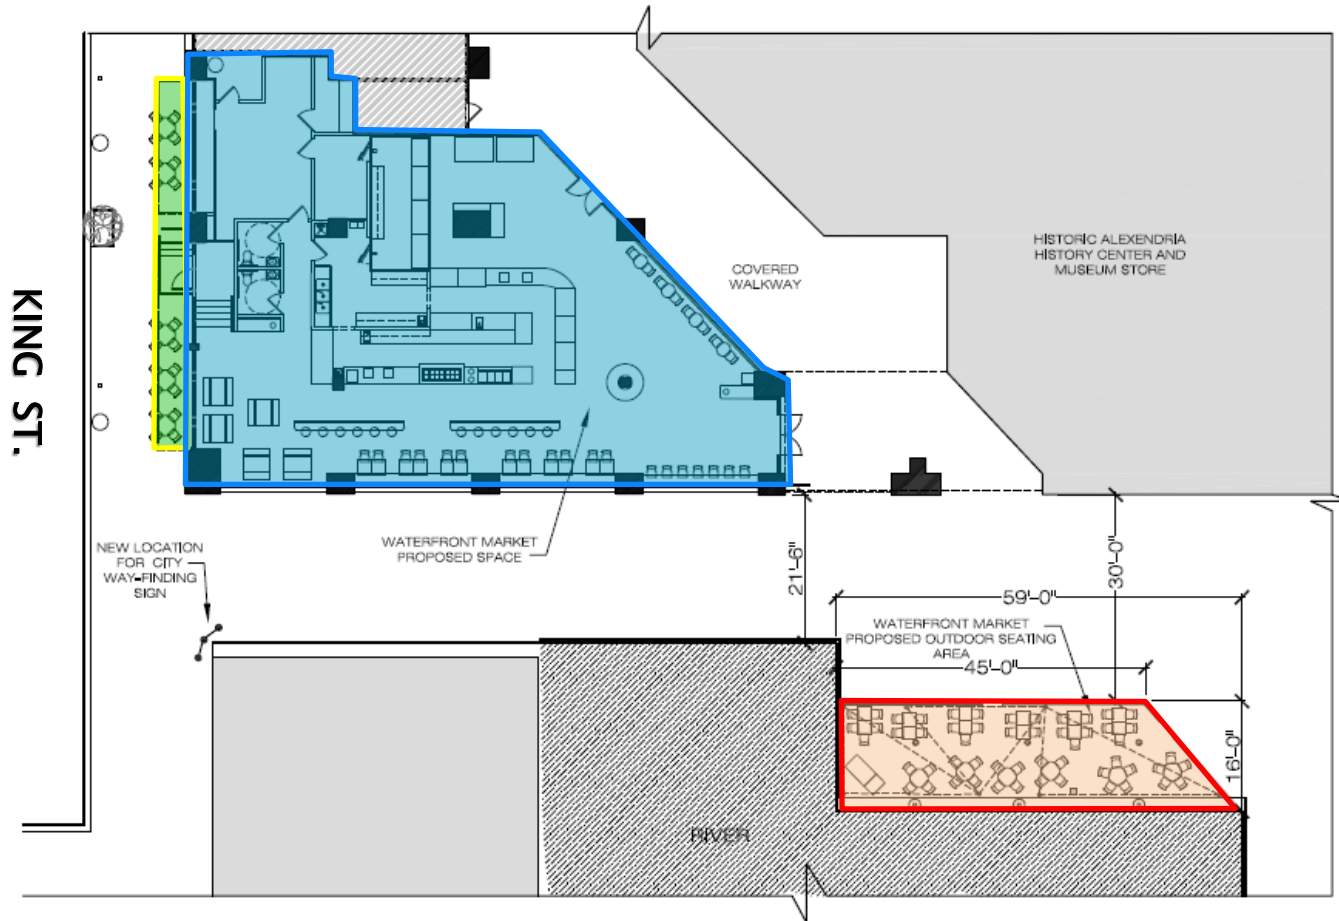 HISTORIC ALEXENDRIA
HISTORY CENTER AND
MUSEUM STORE
COVERED
WALKWAY
KING ST.
WATERFRONT MARKET
PROPOSED SPACE
NEW LOCATION
FOR CITY
WAY-FINDING
SIGN
21'-6"
30'-0"
59'-0"
WATERFRONT MARKET
PROPOSED OUTDOOR SEATING
AREA
45'-0"
16'-0"
RIVER